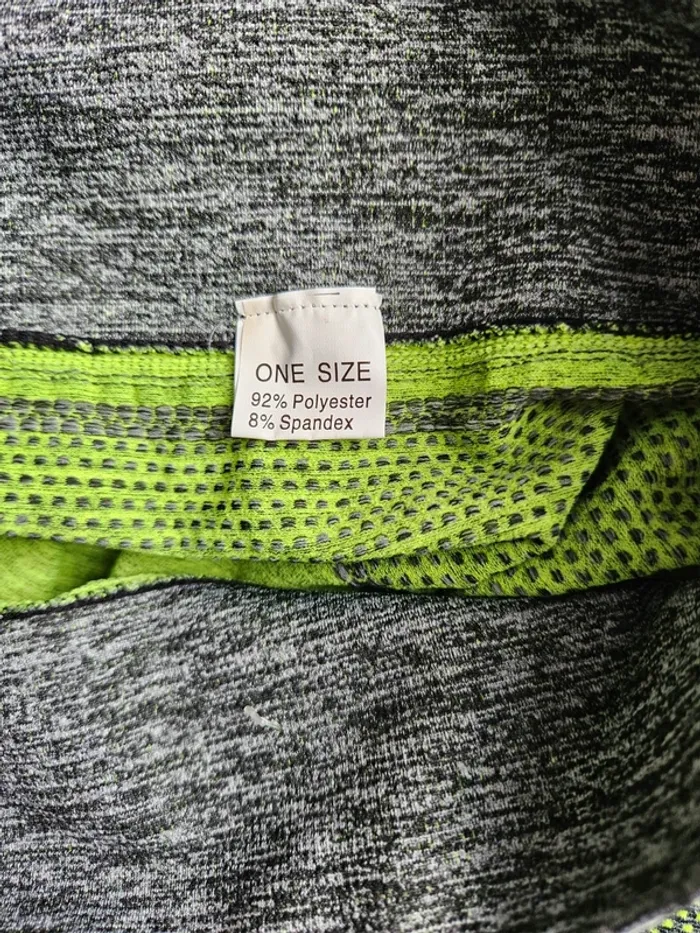 ONE SIZE
92% Polyester
8% Spandex